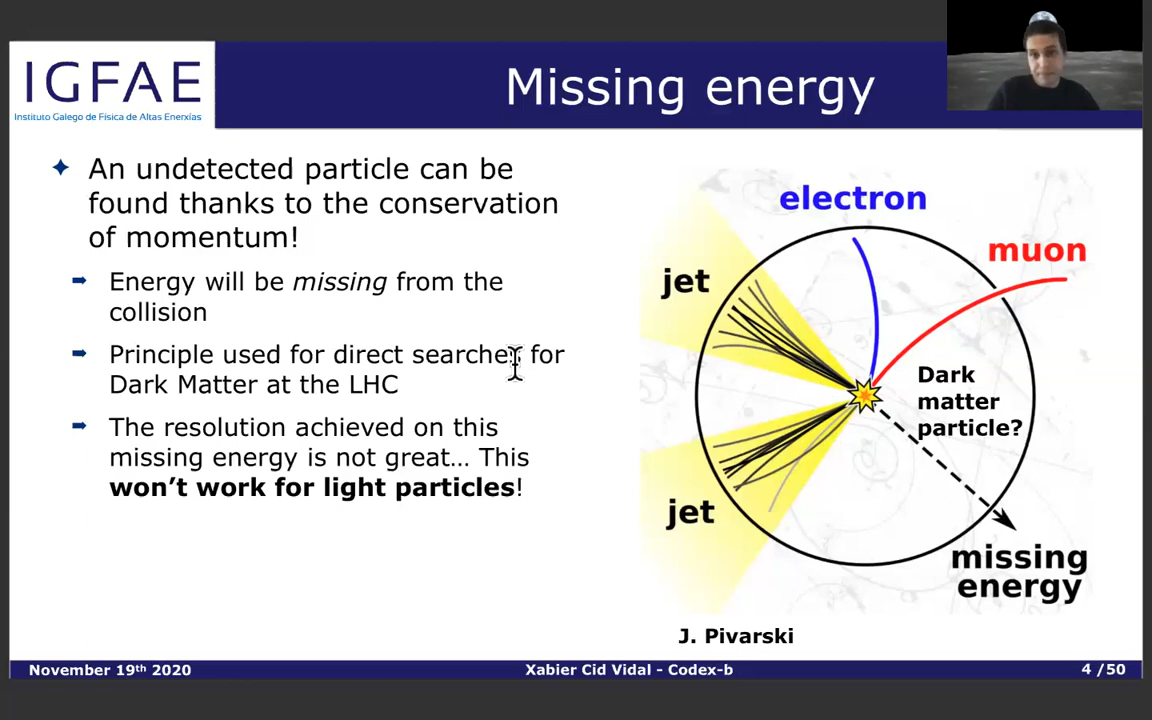 IGFAE
Instituto Galego de Física de Altas Enerxías
Missing energy
An undetected particle can be
found thanks to the conservation
of momentum!
Energy will be missing from the
collision
Principle used for direct searches for
Dark Matter at the LHC
The resolution achieved on this
missing energy is not great... This
won't work for light particles!
electron
muon
jet
Dark
matter
particle?
jet
missing
energy
J. Pivarski
November 19th 2020
Xabier Cid Vidal - Codex-b
4 /50